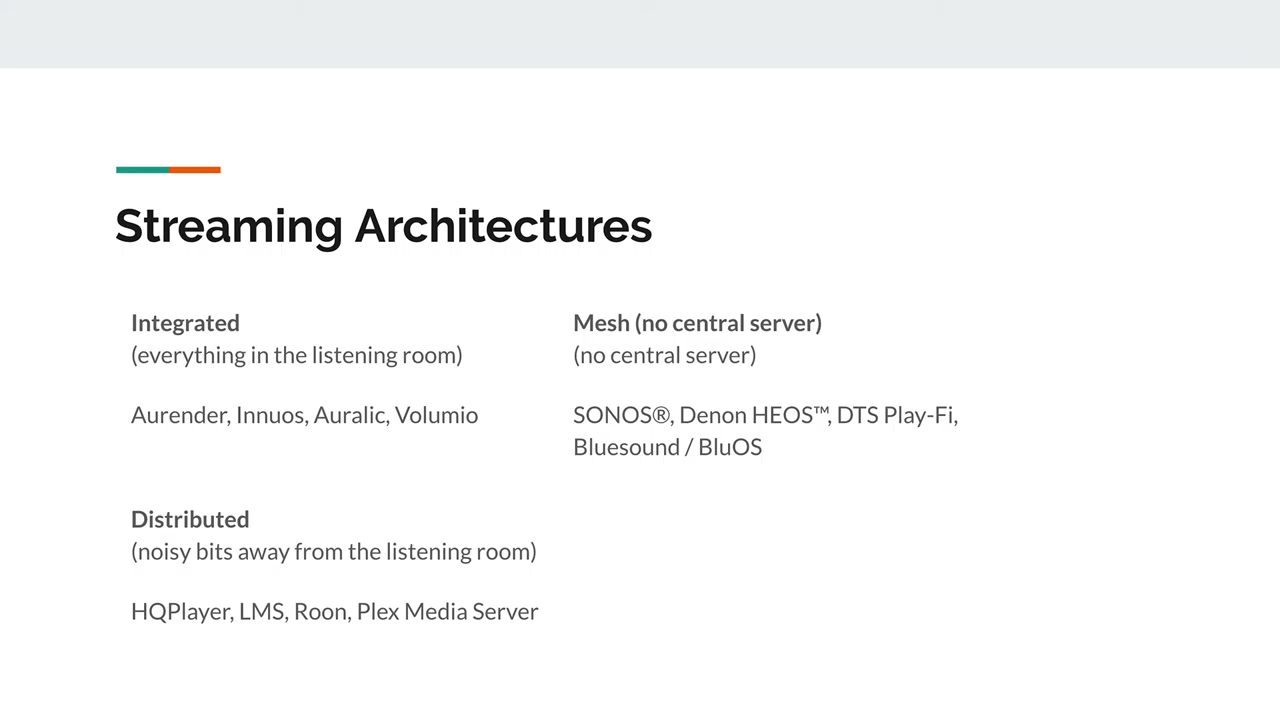 Streaming Architectures
Integrated
(everything in the listening room)
Aurender, Innuos, Auralic, Volumio
Distributed
(noisy bits away from the listening room)
HQPlayer, LMS, Roon, Plex Media Server
Mesh (no central server)
(no central server)
SONOS®, Denon HEOS™, DTS Play-Fi,
Bluesound / BluOS